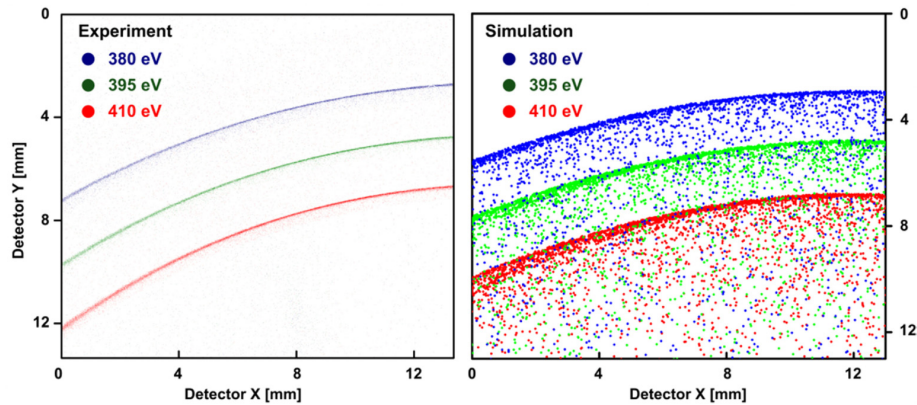 Experiment
380 eV
395 eV
410 eV
0
4
8
12
Detector Y [mm]
0
4
8
12
Detector X [mm]
Simulation
380 eV
395 eV
410 eV
0
4
8
12
0
4
8
12
Detector X [mm]